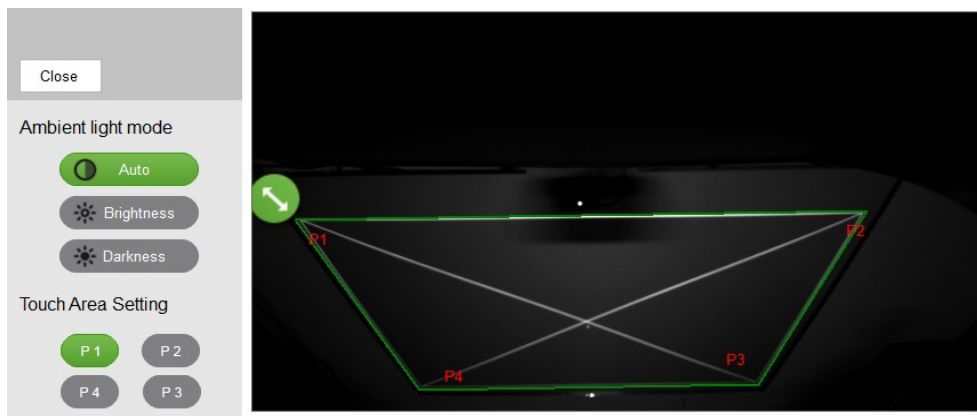 Close
Ambient light mode
Auto
Brightness
Darkness
Touch Area Setting
P 1 P 2
P 4 P 3
P1
P2
P3
P4